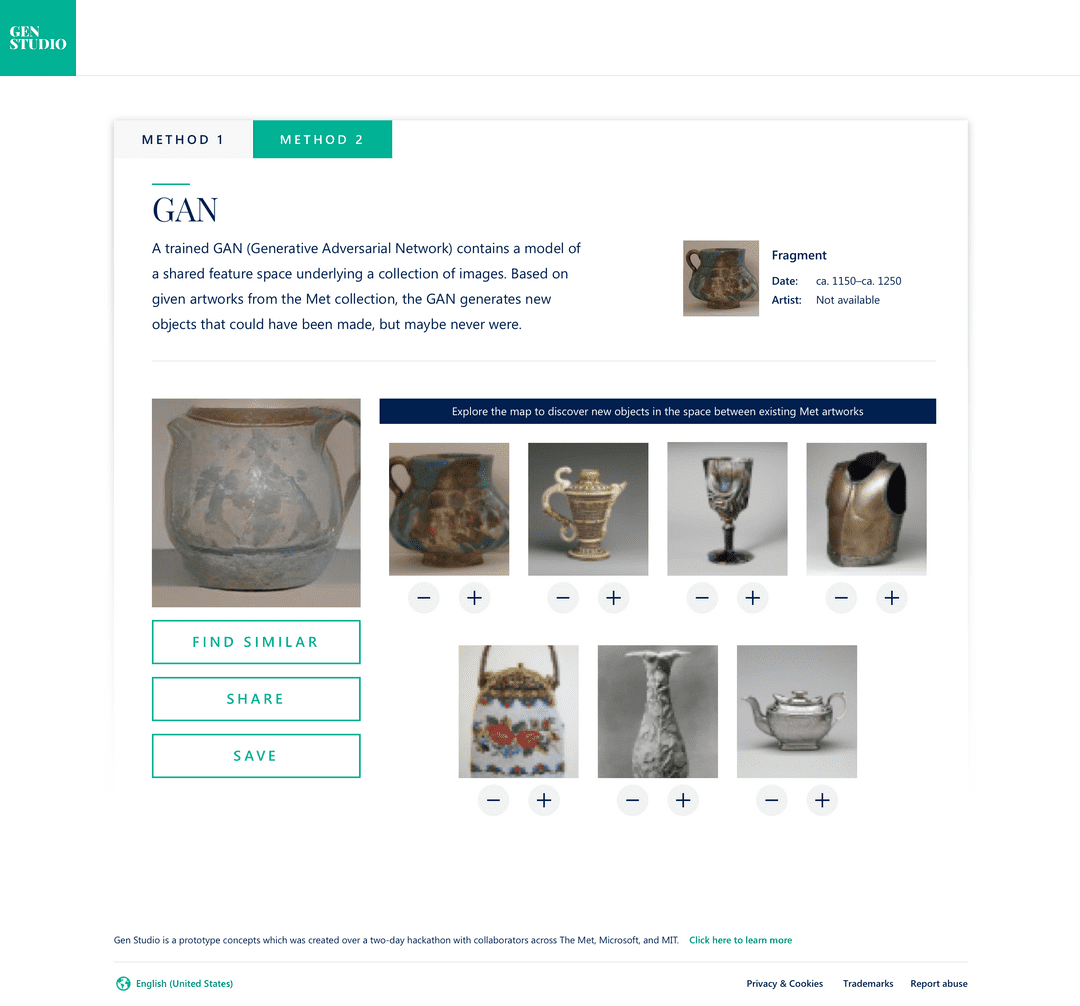 GEN
STUDIO
METHOD 1
METHOD 2
GAN
A trained GAN (Generative Adversarial Network) contains a model of
a shared feature space underlying a collection of images. Based on
given artworks from the Met collection, the GAN generates new
objects that could have been made, but maybe never were.
Fragment
Date: ca. 1150–ca. 1250
Artist: Not available
Explore the map to discover new objects in the space between existing Met artworks
FIND SIMILAR
SHARE
SAVE
Gen Studio is a prototype concepts which was created over a two-day hackathon with collaborators across The Met, Microsoft, and MIT. Click here to learn more
English (United States)
Privacy & Cookies Trademarks Report abuse